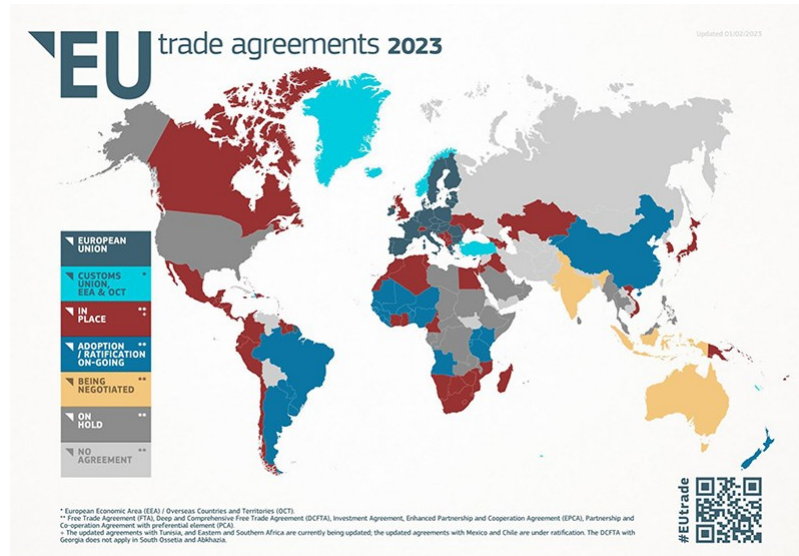 EU trade agreements 2023
Updated 01/02/2023
EUROPEAN
UNION
CUSTOMS *
UNION,
EEA & OCT
IN **
PLACE *
ADOPTION **
/ RATIFICATION
ON-GOING
BEING **
NEGOTIATED
ON **
HOLD
NO **
AGREEMENT
#EUtrade
* European Economic Area (EEA) / Overseas Countries and Territories (OCT).
** Free Trade Agreement (FTA), Deep and Comprehensive Free Trade Agreement (DCFTA), Investment Agreement, Enhanced Partnership and Cooperation Agreement (EPCA), Partnership and
Co-operation Agreement with preferential element (PCA).
The updated agreements with Tunisia, and Eastern and Southern Africa are currently being updated; the updated agreements with Mexico and Chile are under ratification. The DCFTA with
Georgia does not apply in South Ossetia and Abkhazia.